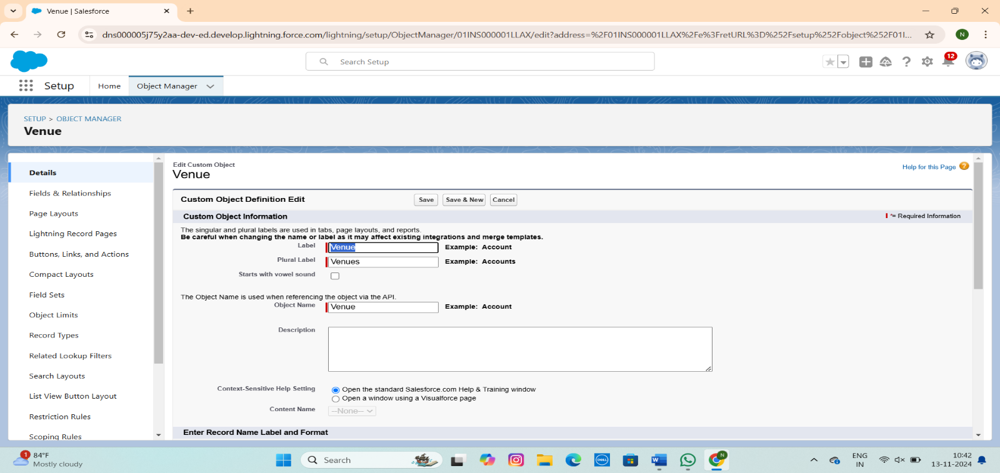 Venue | Salesforce
dns000005j75y2aa-dev-ed.develop.lightning.force.com/lightning/setup/ObjectManager/01INS000001LLAX/edit?address=%2F01INS000001LLAX%2Fe%3FretURL%3D%252Fsetup%252Fobject%252F01I...
N
Search Setup
12
Setup
Home
Object Manager
SETUP > OBJECT MANAGER
Venue
Details
Fields & Relationships
Page Layouts
Lightning Record Pages
Buttons, Links, and Actions
Compact Layouts
Field Sets
Object Limits
Record Types
Related Lookup Filters
Search Layouts
List View Button Layout
Restriction Rules
Scoping Rules
Edit Custom Object
Venue
Help for this Page ?
Custom Object Definition Edit
Save
Save & New
Cancel
Custom Object Information
= Required Information
The singular and plural labels are used in tabs, page layouts, and reports.
Be careful when changing the name or label as it may affect existing integrations and merge templates.
Label Venue Example: Account
Plural Label Venues Example: Accounts
Starts with vowel sound
The Object Name is used when referencing the object via the API.
Object Name Venue Example: Account
Description
Context-Sensitive Help Setting Open the standard Salesforce.com Help & Training window
Open a window using a Visualforce page
Content Name --None--
Enter Record Name Label and Format
1
84°F
Mostly cloudy
Search
DELL
W
N
ENG
IN
10:42
13-11-2024